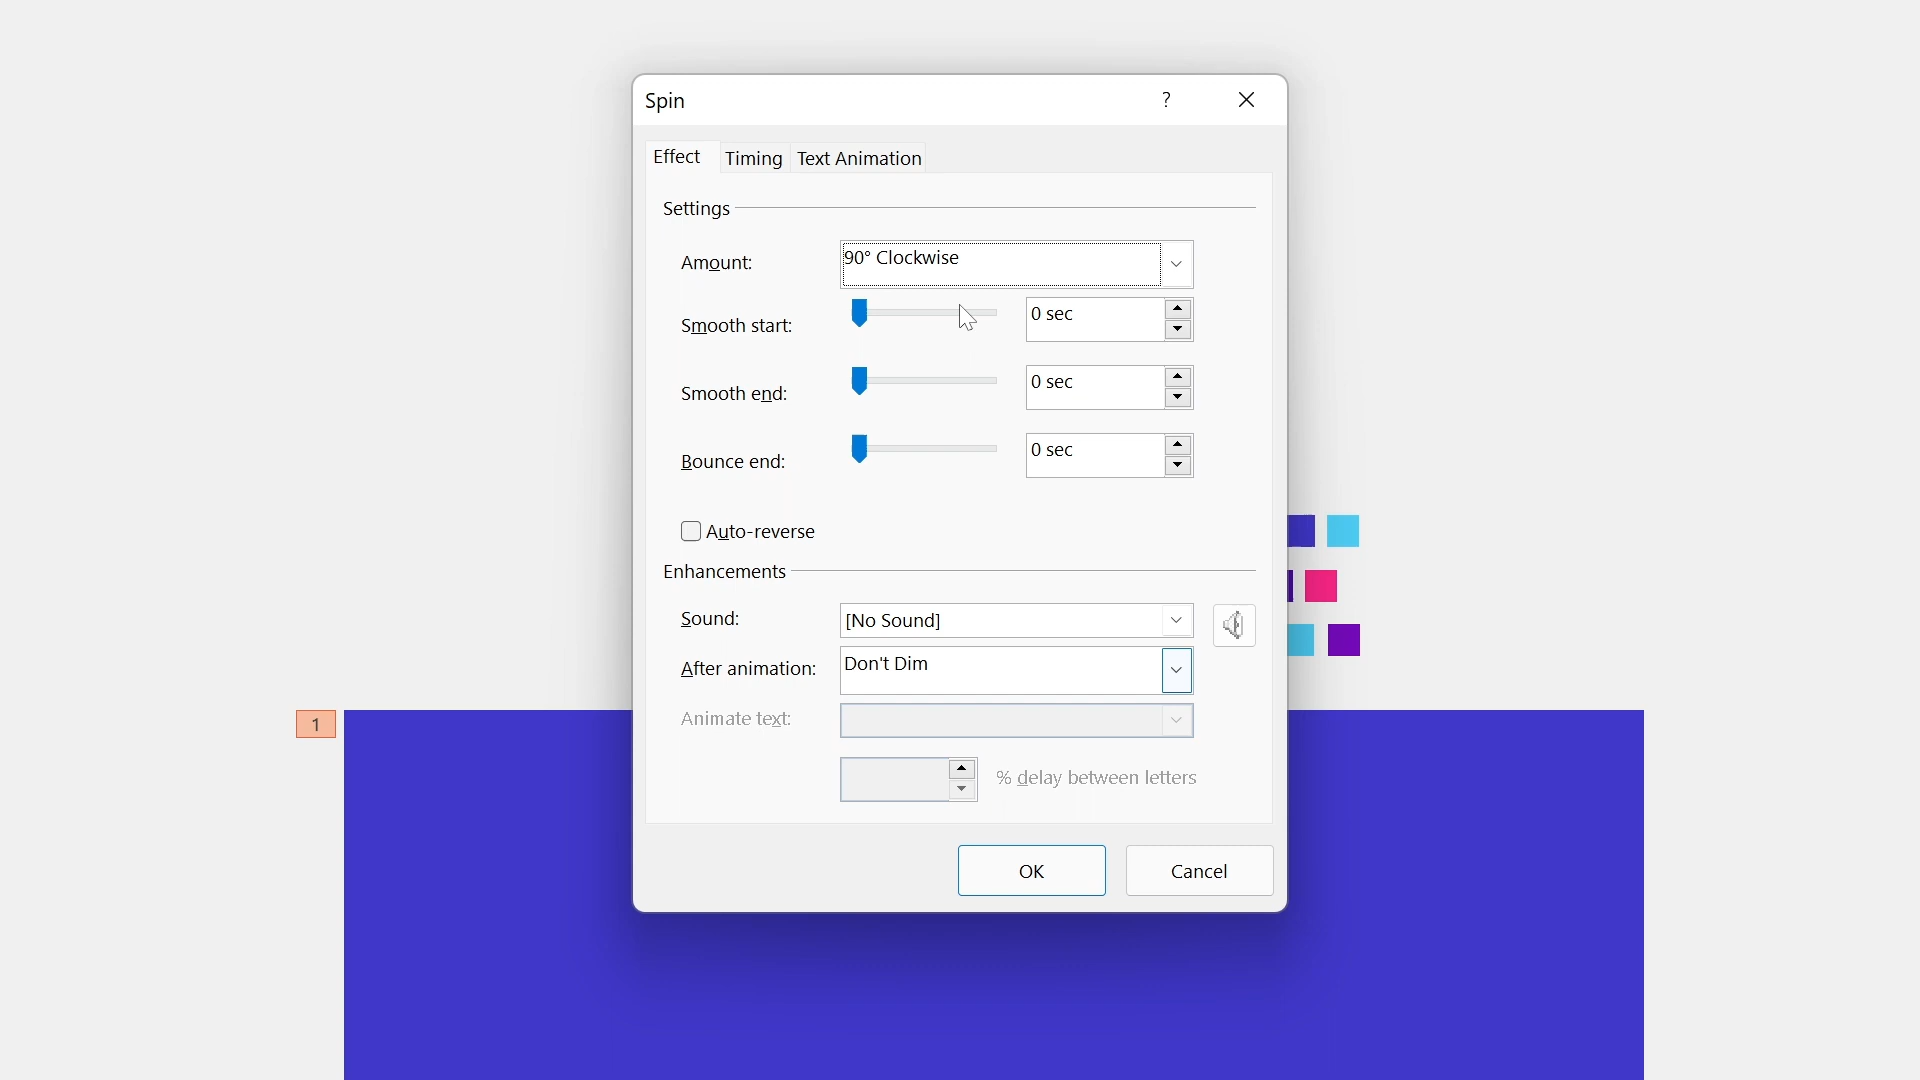 Spin
?
Effect
Timing
Text Animation
Settings
Amount:
90° Clockwise
Smooth start:
0 sec
Smooth end:
0 sec
Bounce end:
0 sec
Auto-reverse
Enhancements
Sound:
[No Sound]
After animation:
Don't Dim
Animate text:
% delay between letters
1
OK
Cancel